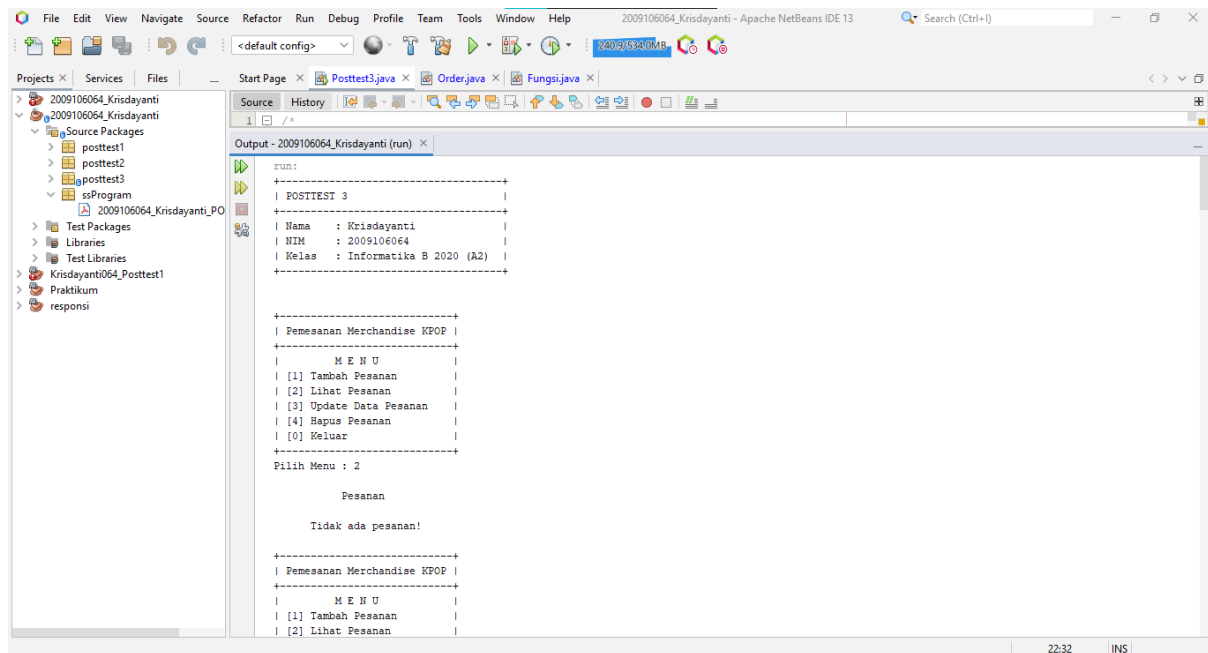 File Edit View Navigate Source Refactor Run Debug Profile Team Tools Window Help 2009106064_Krisdayanti - Apache NetBeans IDE 13 Search (Ctrl+I)
<default config> 240.9/534.0MB
Projects Services Files Start Page Posttest3.java Order.java Fungsi.java
2009106064_Krisdayanti
2009106064_Krisdayanti
Source Packages
posttest1
posttest2
posttest3
ssProgram
2009106064_Krisdayanti_PO
Test Packages
Libraries
Test Libraries
Krisdayanti064_Posttest1
Praktikum
responsi
Source History
1 /*
Output - 2009106064_Krisdayanti (run)
run:
+-----------------------------------+
| POSTTEST 3 |
+-----------------------------------+
| Nama : Krisdayanti |
| NIM : 2009106064 |
| Kelas : Informatika B 2020 (A2) |
+-----------------------------------+
+---------------------------+
| Pemesanan Merchandise KPOP |
+---------------------------+
| M E N U |
| [1] Tambah Pesanan |
| [2] Lihat Pesanan |
| [3] Update Data Pesanan |
| [4] Hapus Pesanan |
| [0] Keluar |
+---------------------------+
Pilih Menu : 2
Pesanan
Tidak ada pesanan!
+---------------------------+
| Pemesanan Merchandise KPOP |
+---------------------------+
| M E N U |
| [1] Tambah Pesanan |
| [2] Lihat Pesanan |
22:32 INS